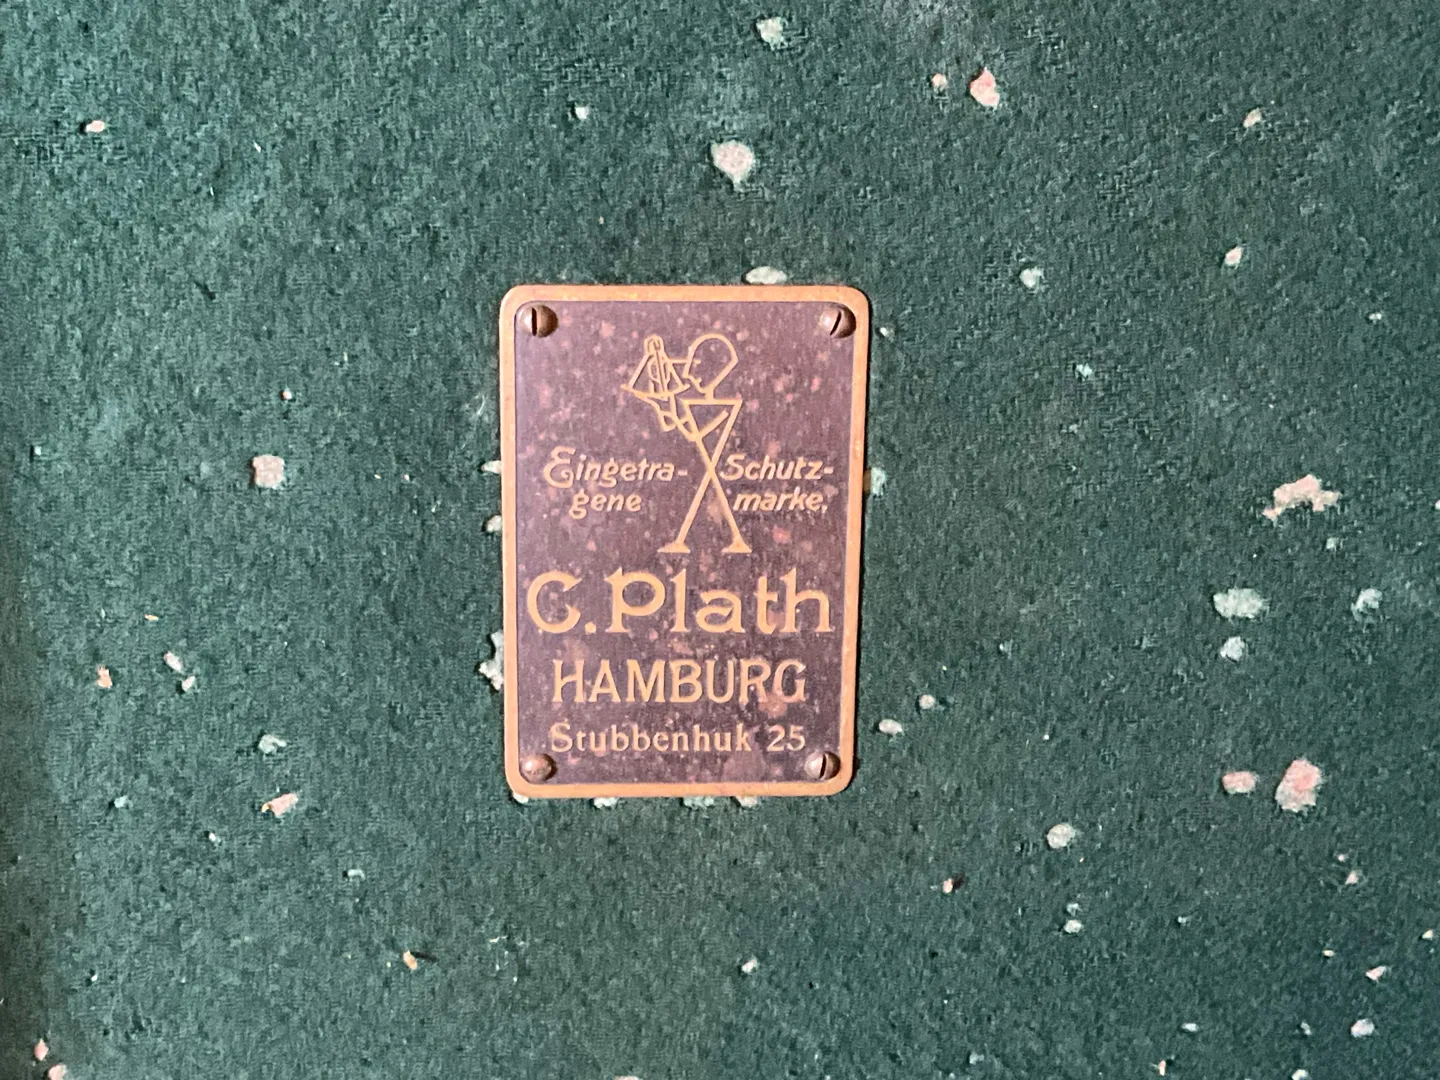 Eingetra- Schutz-
gene marke.
C. Plath
HAMBURG
Stubbenhuk 25